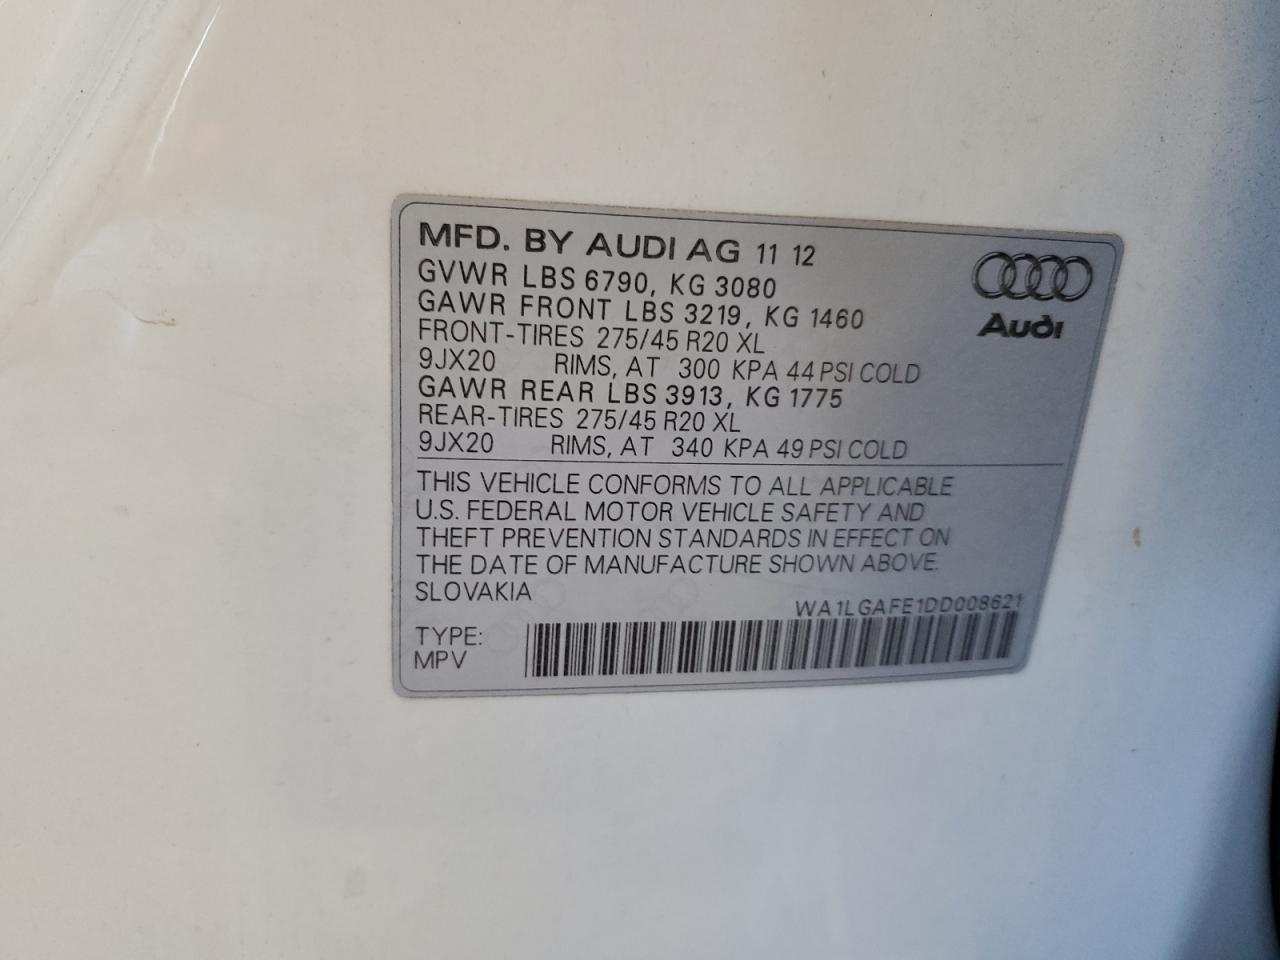 MFD. BY AUDI AG 11 12
GVWR LBS 6790, KG 3080
GAWR FRONT LBS 3219, KG 1460
FRONT-TIRES 275/45 R20 XL
9JX20 RIMS, AT 300 KPA 44 PSI COLD
GAWR REAR LBS 3913, KG 1775
REAR-TIRES 275/45 R20 XL
9JX20 RIMS, AT 340 KPA 49 PSI COLD
Audi
THIS VEHICLE CONFORMS TO ALL APPLICABLE
U.S. FEDERAL MOTOR VEHICLE SAFETY AND
THEFT PREVENTION STANDARDS IN EFFECT ON
THE DATE OF MANUFACTURE SHOWN ABOVE.
SLOVAKIA
WA1LGAFE1DD008621
TYPE:
MPV